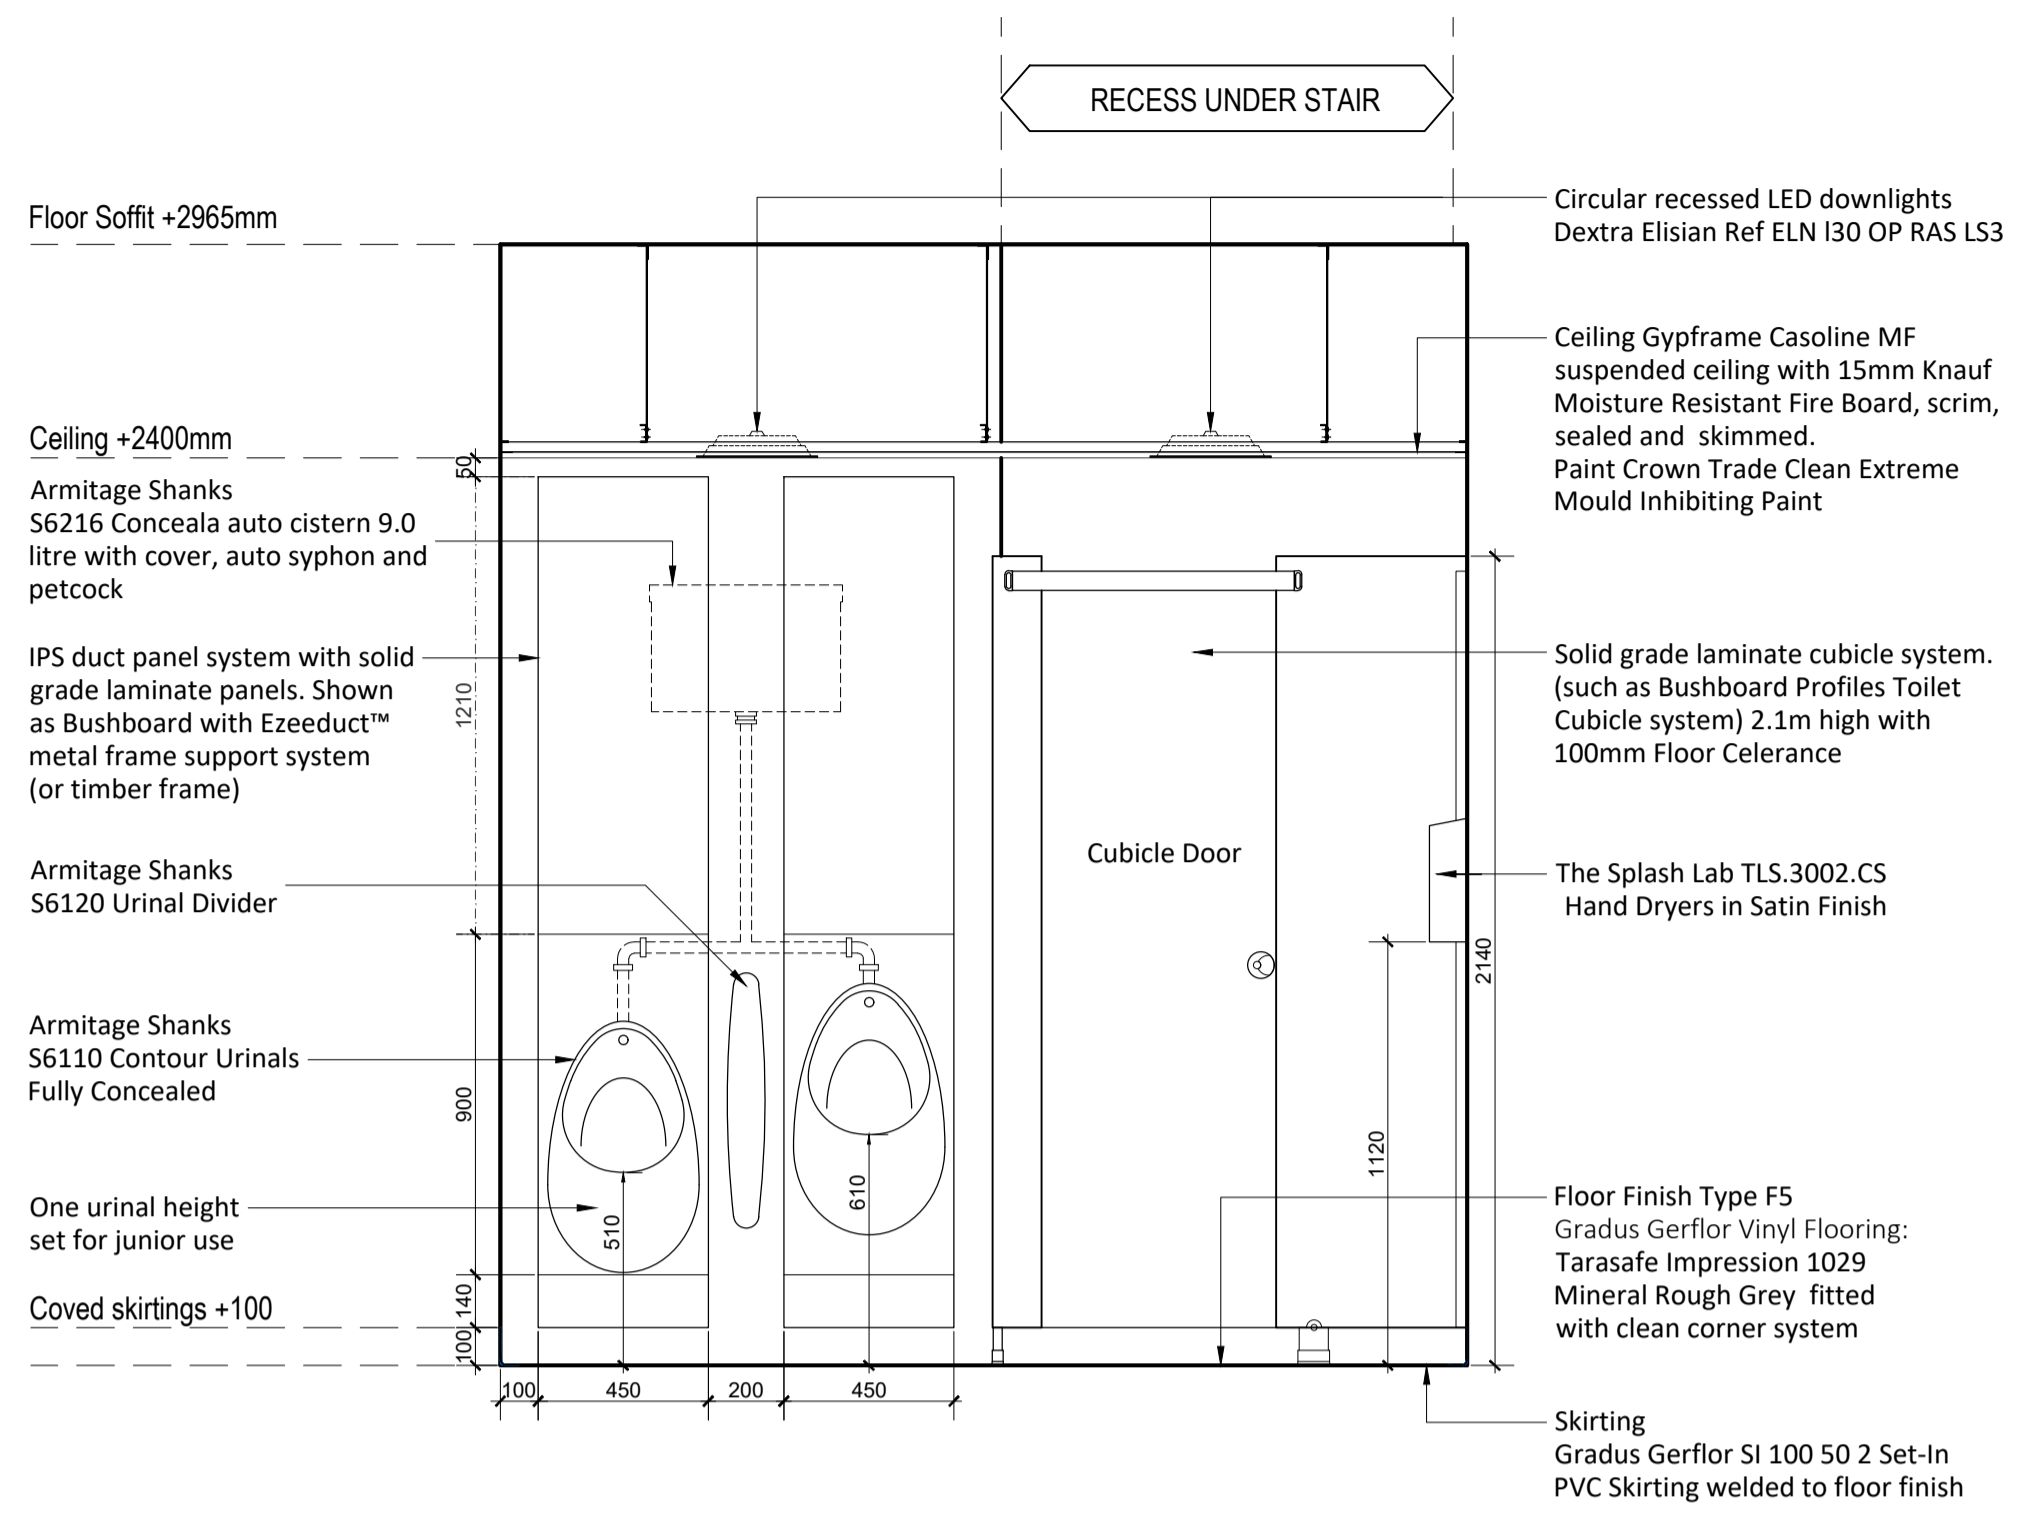 RECESS UNDER STAIR
Floor Soffit +2965mm
Ceiling +2400mm
Armitage Shanks
S6216 Conceala auto cistern 9.0
litre with cover, auto syphon and
petcock
IPS duct panel system with solid
grade laminate panels. Shown
as Bushboard with Ezeeduct™
metal frame support system
(or timber frame)
Armitage Shanks
S6120 Urinal Divider
Armitage Shanks
S6110 Contour Urinals
Fully Concealed
One urinal height
set for junior use
Coved skirtings +100
50
1210
900
140
100
510
610
100
450
200
450
Cubicle Door
1120
2140
Circular recessed LED downlights
Dextra Elisian Ref ELN l30 OP RAS LS3
Ceiling Gypframe Casoline MF
suspended ceiling with 15mm Knauf
Moisture Resistant Fire Board, scrim,
sealed and skimmed.
Paint Crown Trade Clean Extreme
Mould Inhibiting Paint
Solid grade laminate cubicle system.
(such as Bushboard Profiles Toilet
Cubicle system) 2.1m high with
100mm Floor Celerance
The Splash Lab TLS.3002.CS
Hand Dryers in Satin Finish
Floor Finish Type F5
Gradus Gerflor Vinyl Flooring:
Tarasafe Impression 1029
Mineral Rough Grey fitted
with clean corner system
Skirting
Gradus Gerflor SI 100 50 2 Set-In
PVC Skirting welded to floor finish